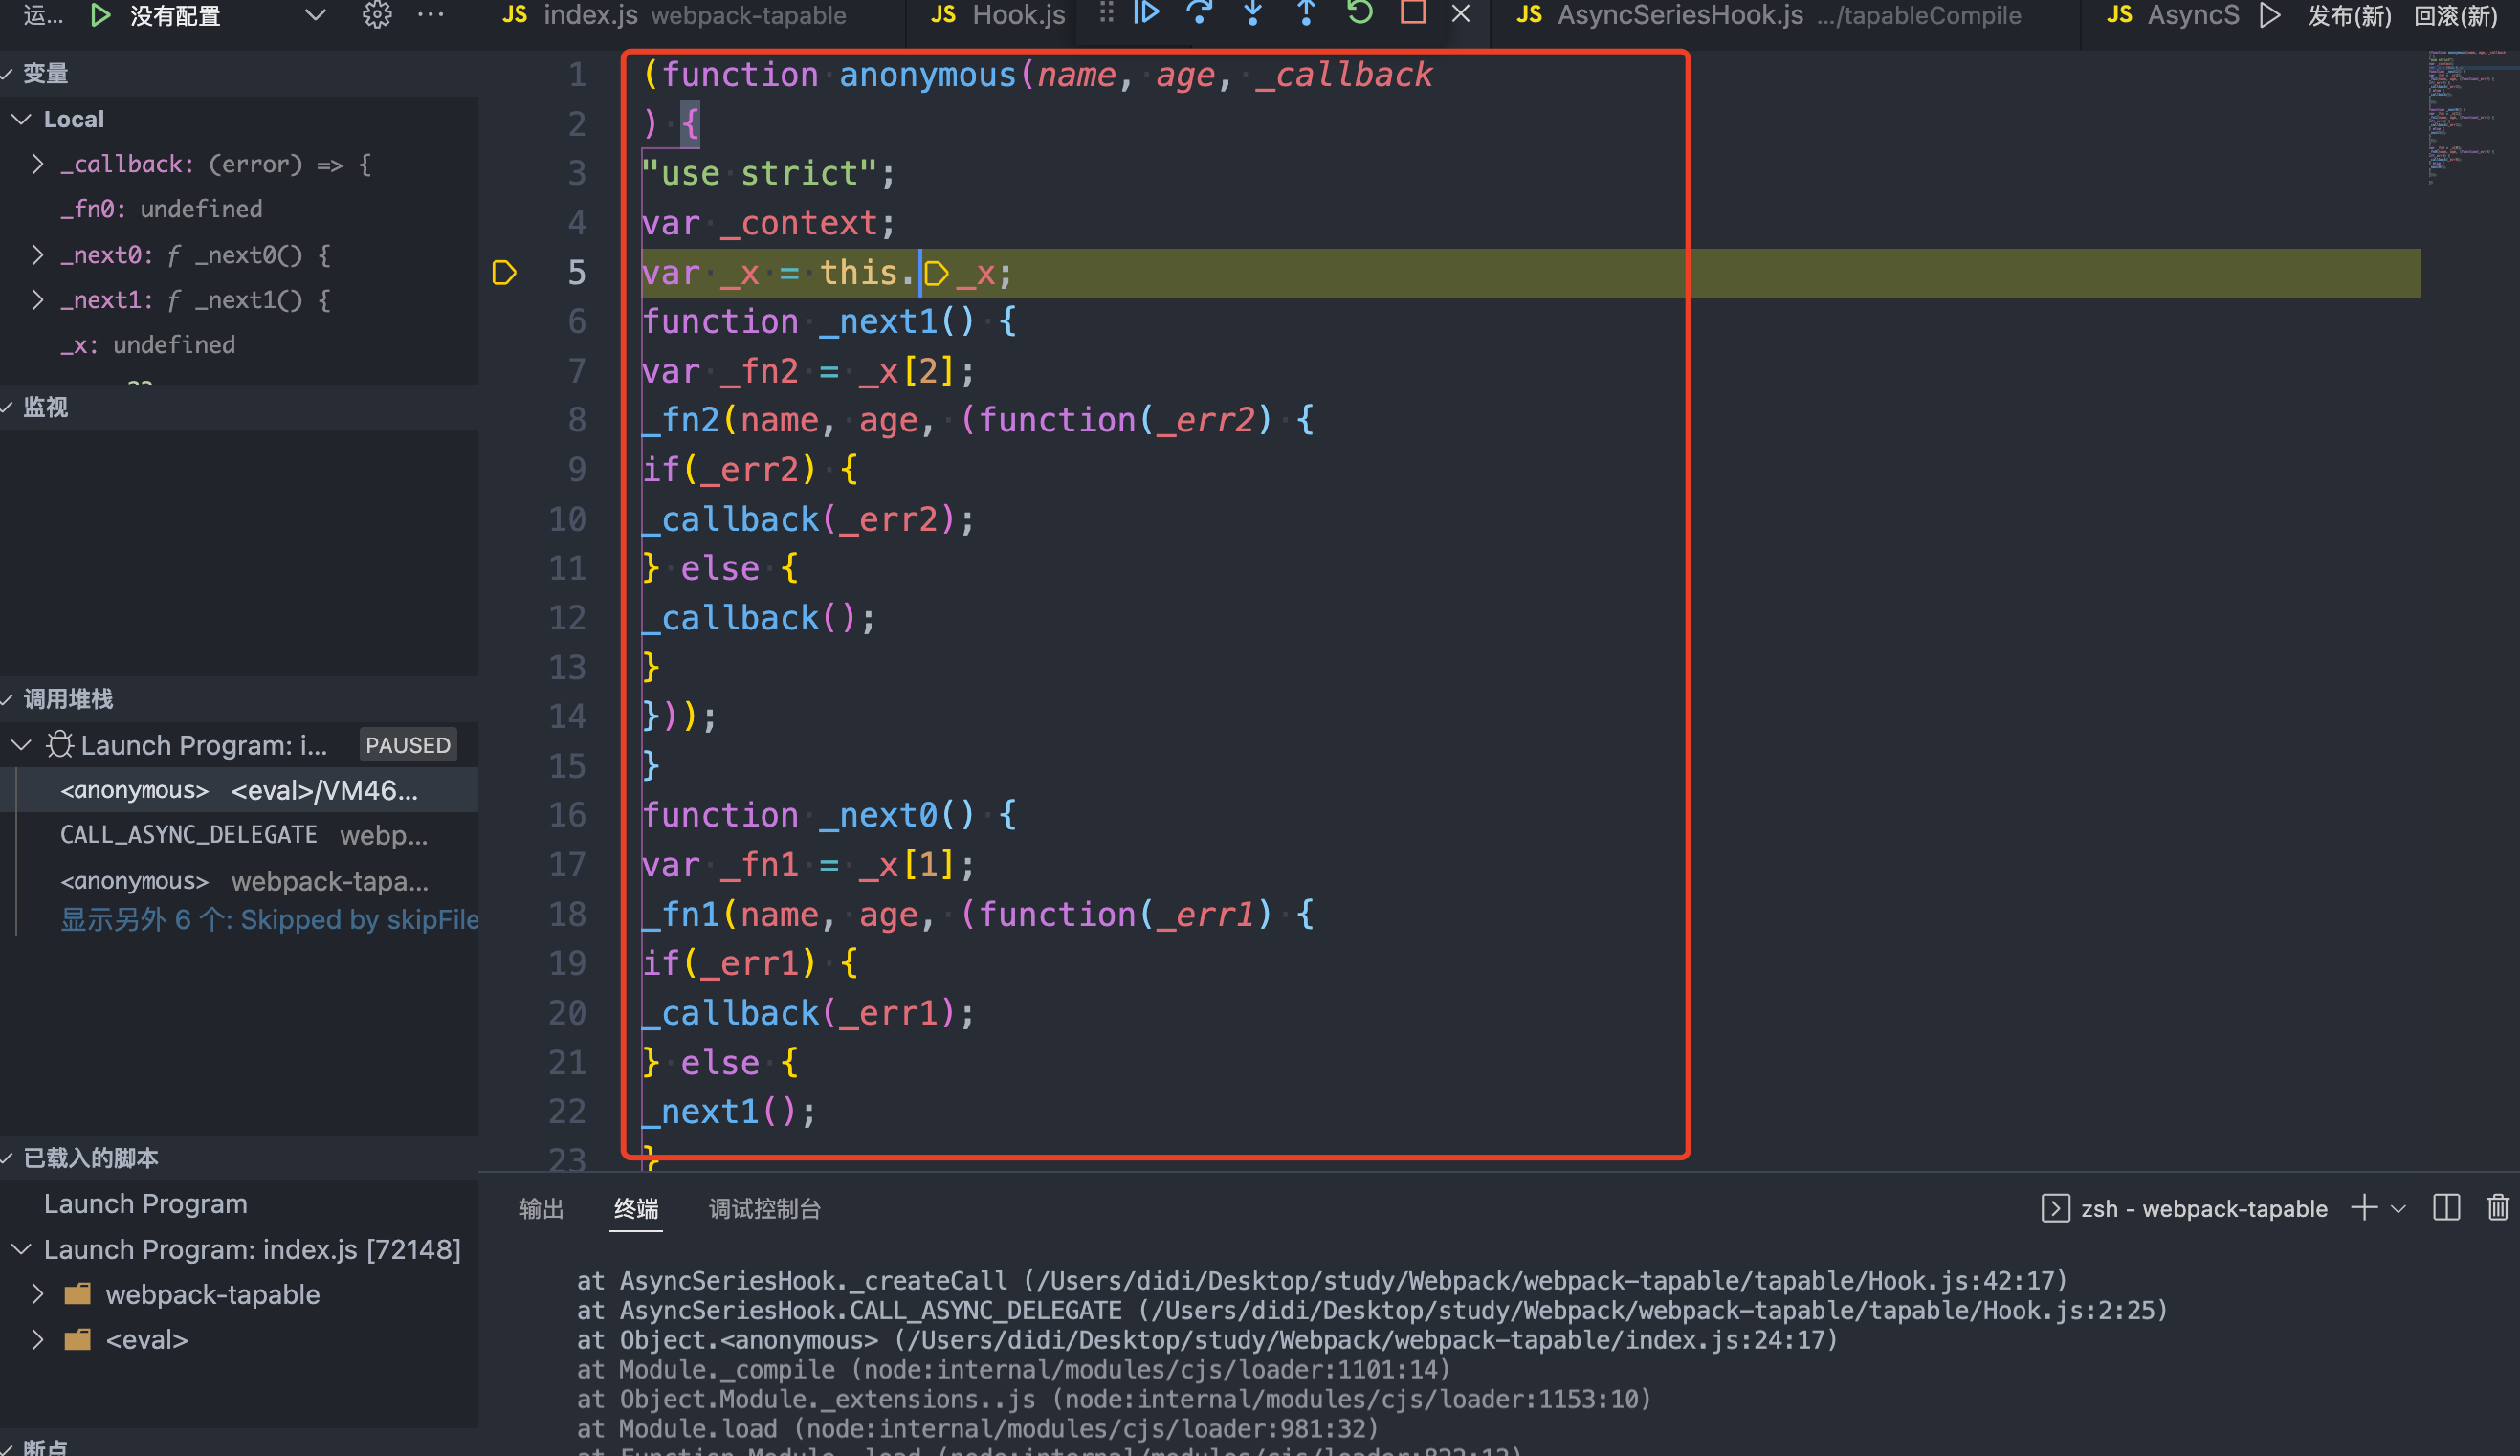 运... 没有配置
JS index.js webpack-tapable
JS Hook.js
JS AsyncSeriesHook.js .../tapableCompile
JS AsyncS
发布(新) 回滚(新)
变量
Local
_callback: (error) => {
_fn0: undefined
_next0: ƒ _next0() {
_next1: ƒ _next1() {
_x: undefined
监视
调用堆栈
Launch Program: i... PAUSED
<anonymous> <eval>/VM46...
CALL_ASYNC_DELEGATE webp...
<anonymous> webpack-tapa...
显示另外 6 个: Skipped by skipFile
已载入的脚本
Launch Program
Launch Program: index.js [72148]
webpack-tapable
<eval>
断点
1 (function anonymous(name, age, _callback
2 ) {
3 "use strict";
4 var _context;
5 var _x = this._x;
6 function _next1() {
7 var _fn2 = _x[2];
8 _fn2(name, age, (function(_err2) {
9 if(_err2) {
10 _callback(_err2);
11 } else {
12 _callback();
13 }
14 }));
15 }
16 function _next0() {
17 var _fn1 = _x[1];
18 _fn1(name, age, (function(_err1) {
19 if(_err1) {
20 _callback(_err1);
21 } else {
22 _next1();
23 }
输出 终端 调试控制台
zsh - webpack-tapable
at AsyncSeriesHook._createCall (/Users/didi/Desktop/study/Webpack/webpack-tapable/tapable/Hook.js:42:17)
at AsyncSeriesHook.CALL_ASYNC_DELEGATE (/Users/didi/Desktop/study/Webpack/webpack-tapable/tapable/Hook.js:2:25)
at Object.<anonymous> (/Users/didi/Desktop/study/Webpack/webpack-tapable/index.js:24:17)
at Module._compile (node:internal/modules/cjs/loader:1101:14)
at Object.Module._extensions..js (node:internal/modules/cjs/loader:1153:10)
at Module.load (node:internal/modules/cjs/loader:981:32)
at Function.Module._load (node:internal/modules/cjs/loader:822:12)